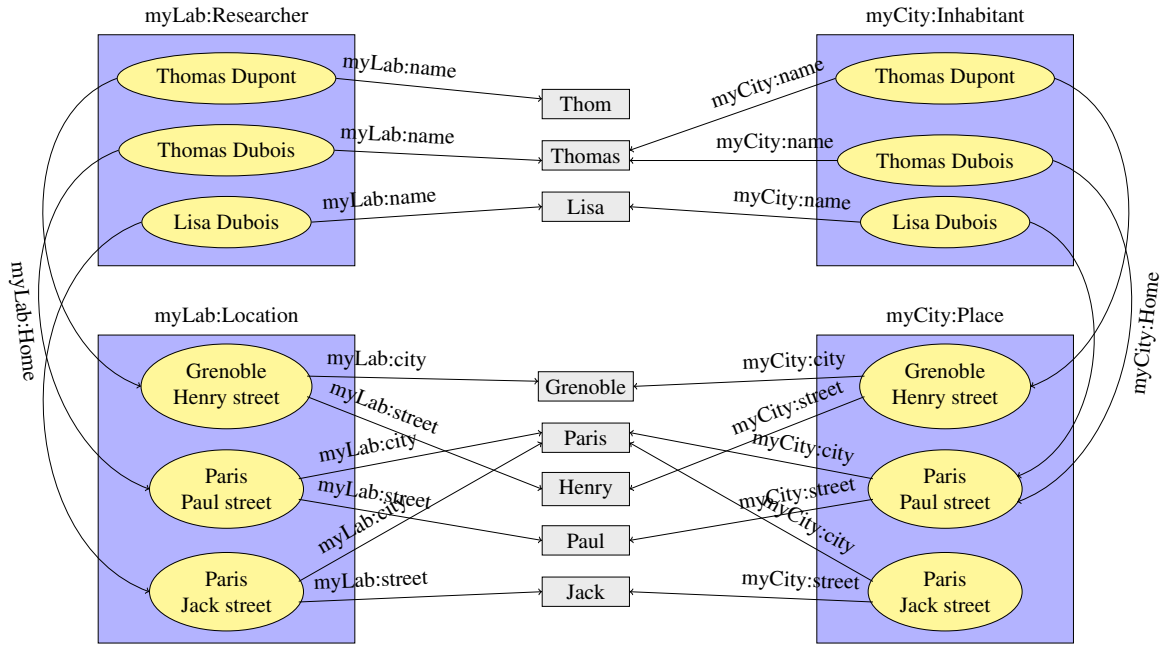 myLab:Researcher
myCity:Inhabitant
Thomas Dupont
myLab:name
Thom
myCity:name
Thomas Dupont
Thomas Dubois
myLab:name
Thomas
myCity:name
Thomas Dubois
Lisa Dubois
myLab:name
Lisa
myCity:name
Lisa Dubois
myLab:Home
myCity:Home
myLab:Location
myCity:Place
Grenoble
Henry street
myLab:city
myLab:street
Grenoble
myCity:city
myCity:street
Grenoble
Henry street
Paris
Paul street
myLab:city
myLab:street
Paris
Henry
myCity:city
myCity:street
Paris
Paul street
myLab:city
Paul
myCity:city
Paris
Jack street
myLab:street
Jack
myCity:street
Paris
Jack street